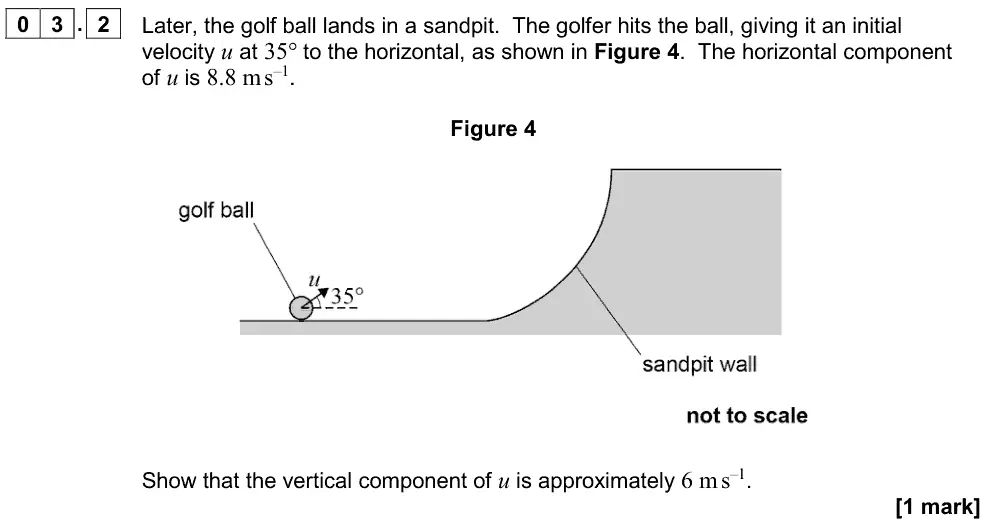 0 3 . 2 Later, the golf ball lands in a sandpit. The golfer hits the ball, giving it an initial
velocity u at 35° to the horizontal, as shown in Figure 4. The horizontal component
of u is 8.8 m s⁻¹.
Figure 4
golf ball
u
35°
sandpit wall
not to scale
Show that the vertical component of u is approximately 6 m s⁻¹.
[1 mark]